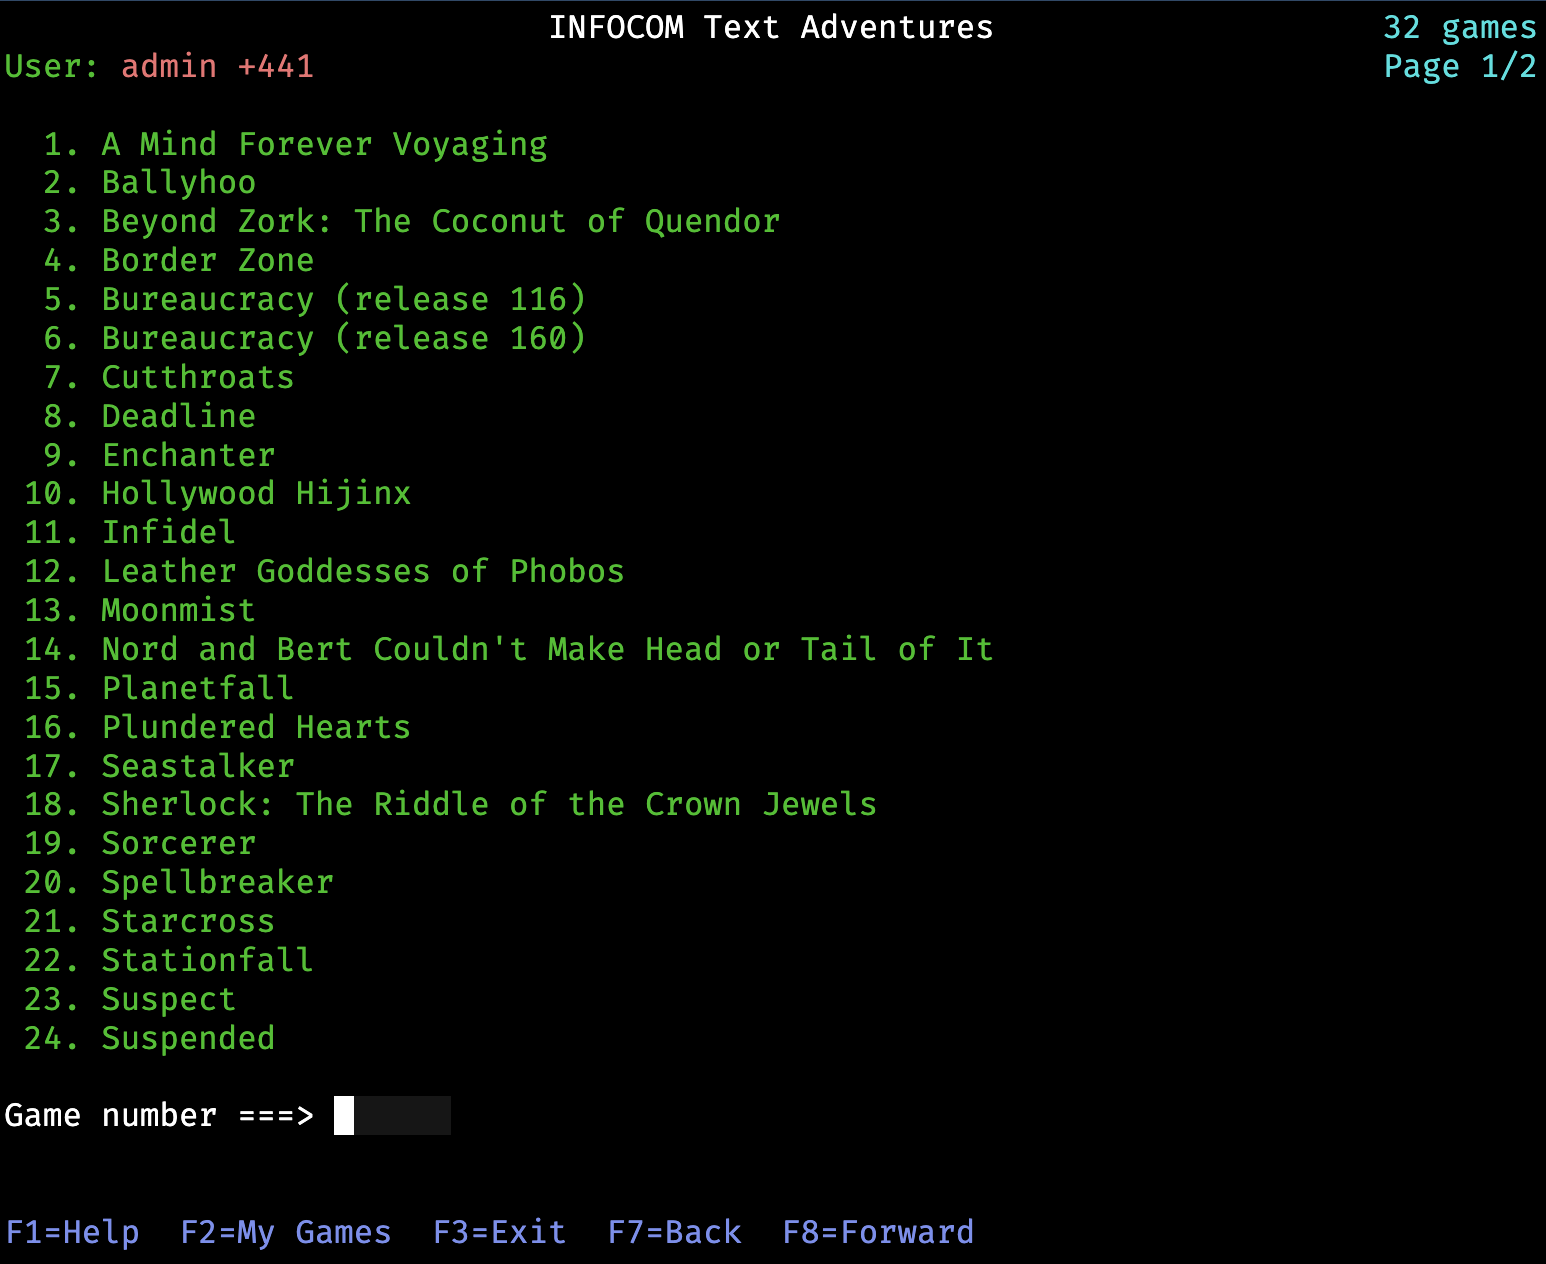 INFOCOM Text Adventures 32 games
User: admin +441 Page 1/2
1. A Mind Forever Voyaging
2. Ballyhoo
3. Beyond Zork: The Coconut of Quendor
4. Border Zone
5. Bureaucracy (release 116)
6. Bureaucracy (release 160)
7. Cutthroats
8. Deadline
9. Enchanter
10. Hollywood Hijinx
11. Infidel
12. Leather Goddesses of Phobos
13. Moonmist
14. Nord and Bert Couldn't Make Head or Tail of It
15. Planetfall
16. Plundered Hearts
17. Seastalker
18. Sherlock: The Riddle of the Crown Jewels
19. Sorcerer
20. Spellbreaker
21. Starcross
22. Stationfall
23. Suspect
24. Suspended
Game number ===>
F1=Help F2=My Games F3=Exit F7=Back F8=Forward